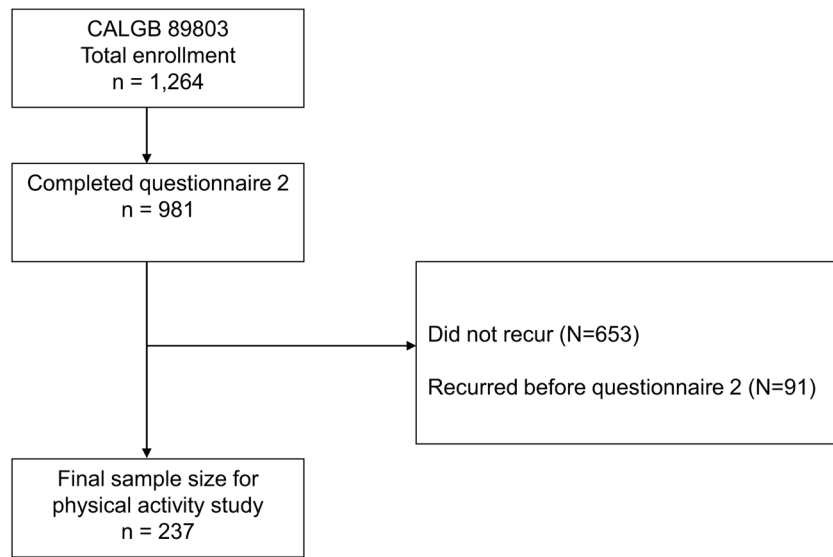 CALGB 89803
Total enrollment
n = 1,264
Completed questionnaire 2
n = 981
Did not recur (N=653)
Recurred before questionnaire 2 (N=91)
Final sample size for
physical activity study
n = 237